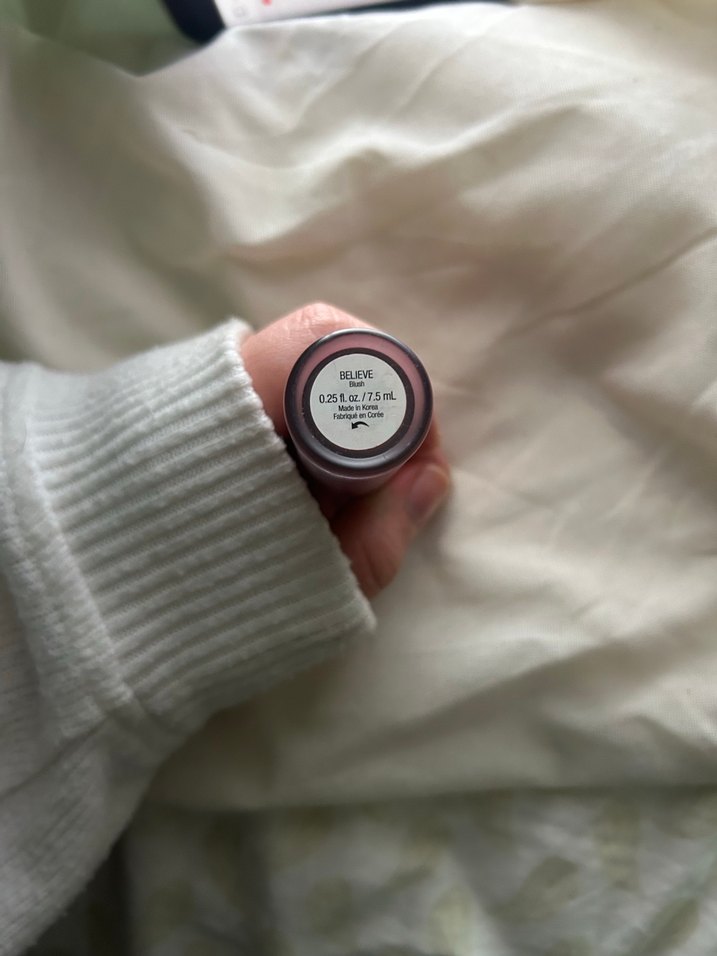 BELIEVE
Blush
0.25 fl. oz. / 7.5 mL
Made in Korea
Fabriqué en Corée